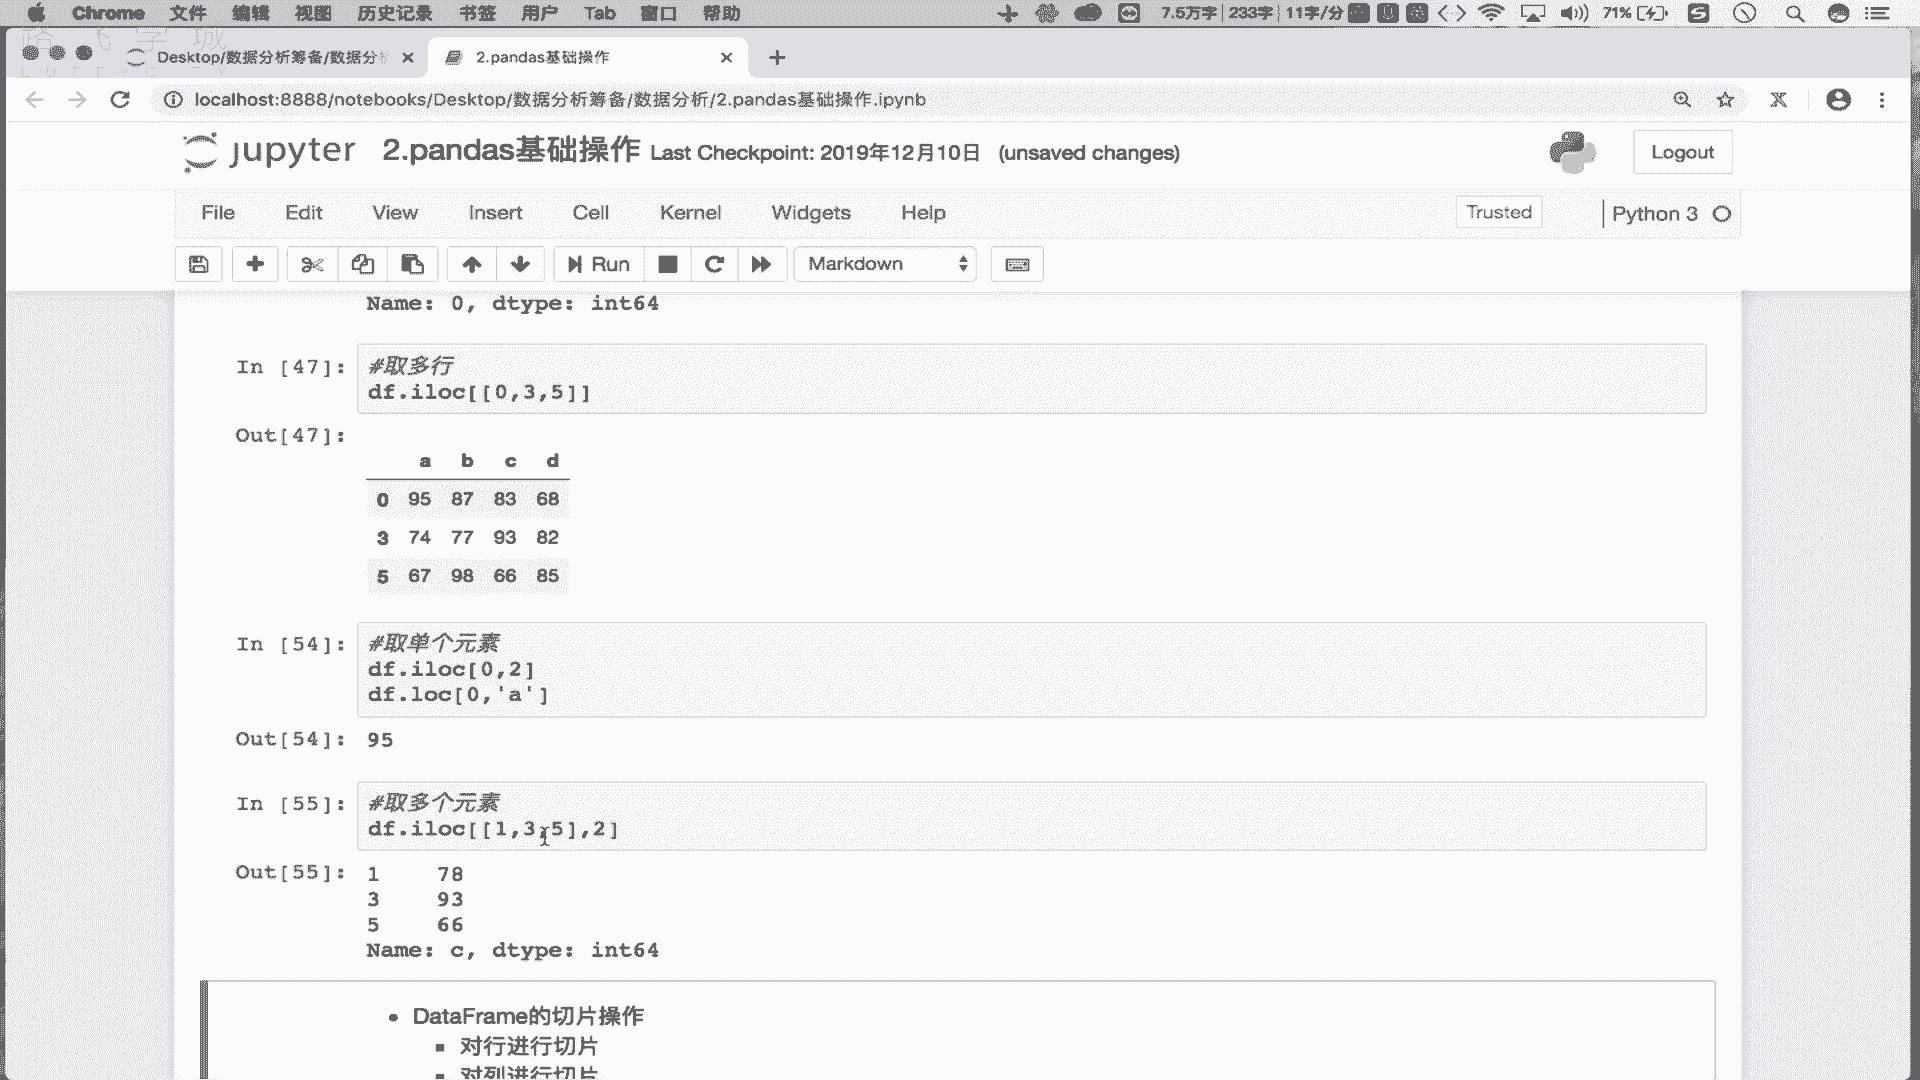 Chrome 文件 编辑 视图 历史记录 书签 用户 Tab 窗口 帮助 7.5万字 233字 11字/分 71%
Desktop/数据分析筹备/数据分析 2.pandas基础操作
localhost:8888/notebooks/Desktop/数据分析筹备/数据分析/2.pandas基础操作.ipynb
jupyter 2.pandas基础操作 Last Checkpoint: 2019年12月10日 (unsaved changes) Logout
File Edit View Insert Cell Kernel Widgets Help Trusted Python 3
Run Markdown
Name: 0, dtype: int64
In [47]: #取多行
df.iloc[[0,3,5]]
Out[47]:
a b c d
0 95 87 83 68
3 74 77 93 82
5 67 98 66 85
In [54]: #取单个元素
df.iloc[0,2]
df.loc[0,'a']
Out[54]: 95
In [55]: #取多个元素
df.iloc[[1,3,5],2]
Out[55]: 1 78
3 93
5 66
Name: c, dtype: int64
DataFrame的切片操作
对行进行切片
对列进行切片